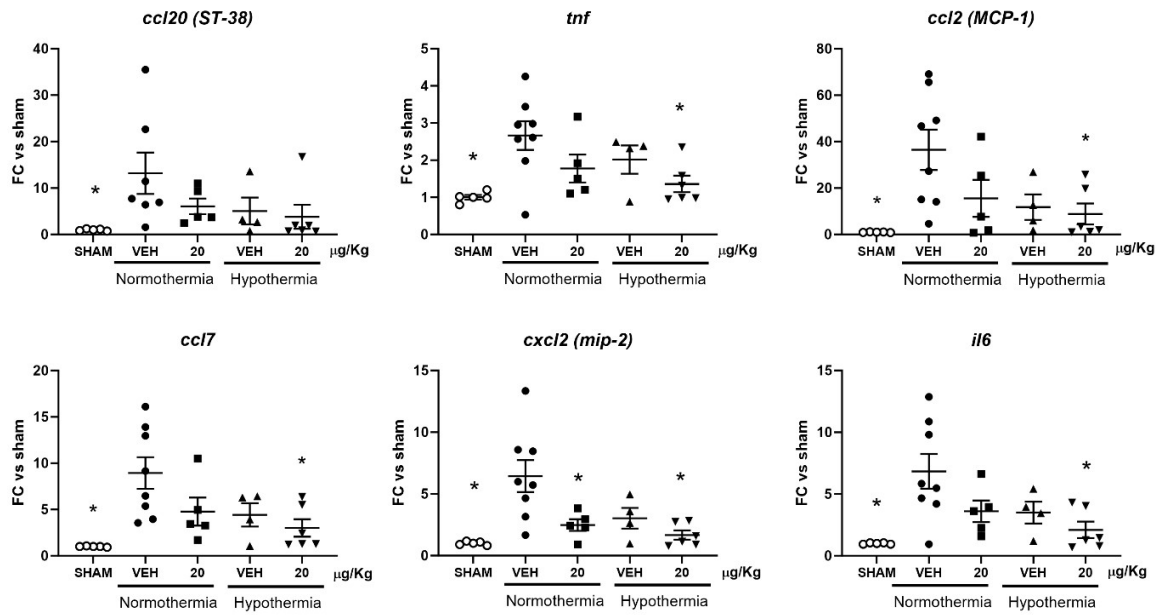 ccl20 (ST-38)
FC vs sham
40
30
20
10
0
*
SHAM VEH 20 VEH 20 µg/Kg
Normothermia Hypothermia
tnf
FC vs sham
5
4
3
2
1
0
*
*
SHAM VEH 20 VEH 20 µg/Kg
Normothermia Hypothermia
ccl2 (MCP-1)
FC vs sham
80
60
40
20
0
*
*
SHAM VEH 20 VEH 20 µg/Kg
Normothermia Hypothermia
ccl7
FC vs sham
20
15
10
5
0
*
*
SHAM VEH 20 VEH 20 µg/Kg
Normothermia Hypothermia
cxcl2 (mip-2)
FC vs sham
15
10
5
0
*
*
*
SHAM VEH 20 VEH 20 µg/Kg
Normothermia Hypothermia
il6
FC vs sham
15
10
5
0
*
*
SHAM VEH 20 VEH 20 µg/Kg
Normothermia Hypothermia